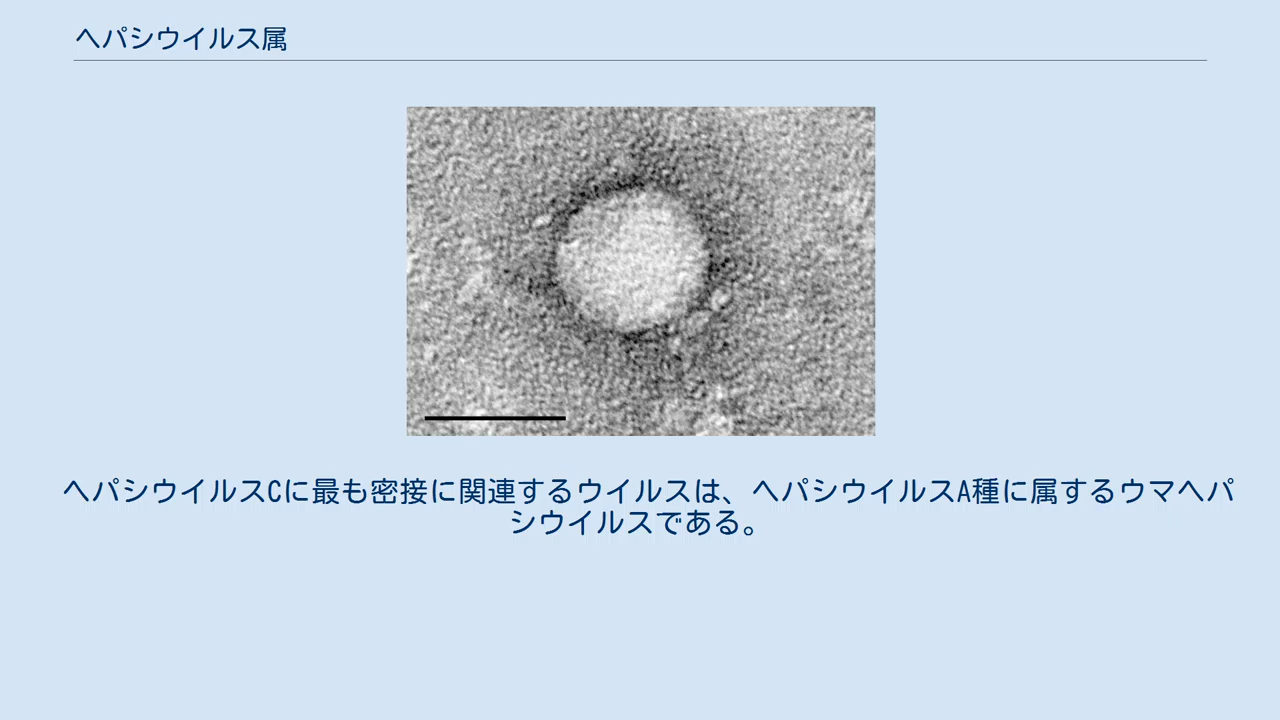 ヘパシウイルス属
ヘパシウイルスCに最も密接に関連するウイルスは、ヘパシウイルスA種に属するウマヘパ
シウイルスである。